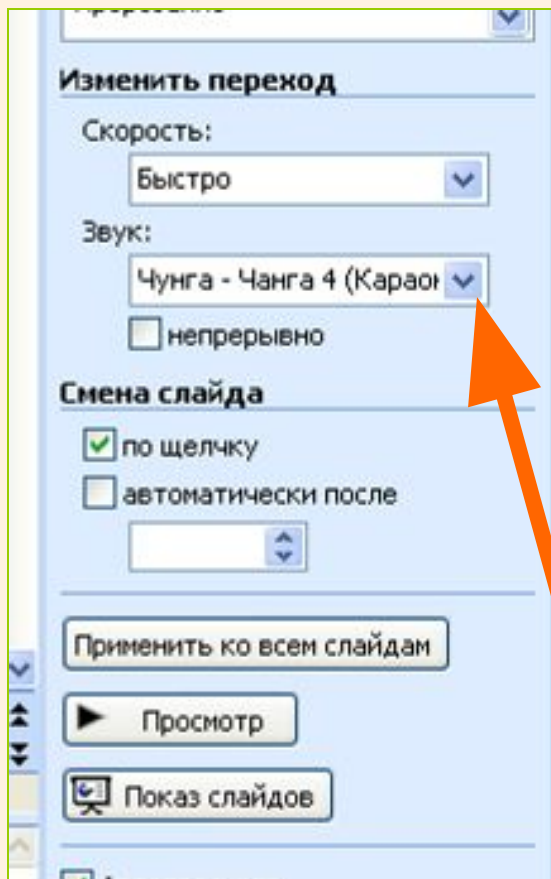 Изменить переход
Скорость:
Быстро
Звук:
Чунга - Чанга 4 (Караок
непрерывно
Смена слайда
по щелчку
автоматически после
Применить ко всем слайдам
Просмотр
Показ слайдов